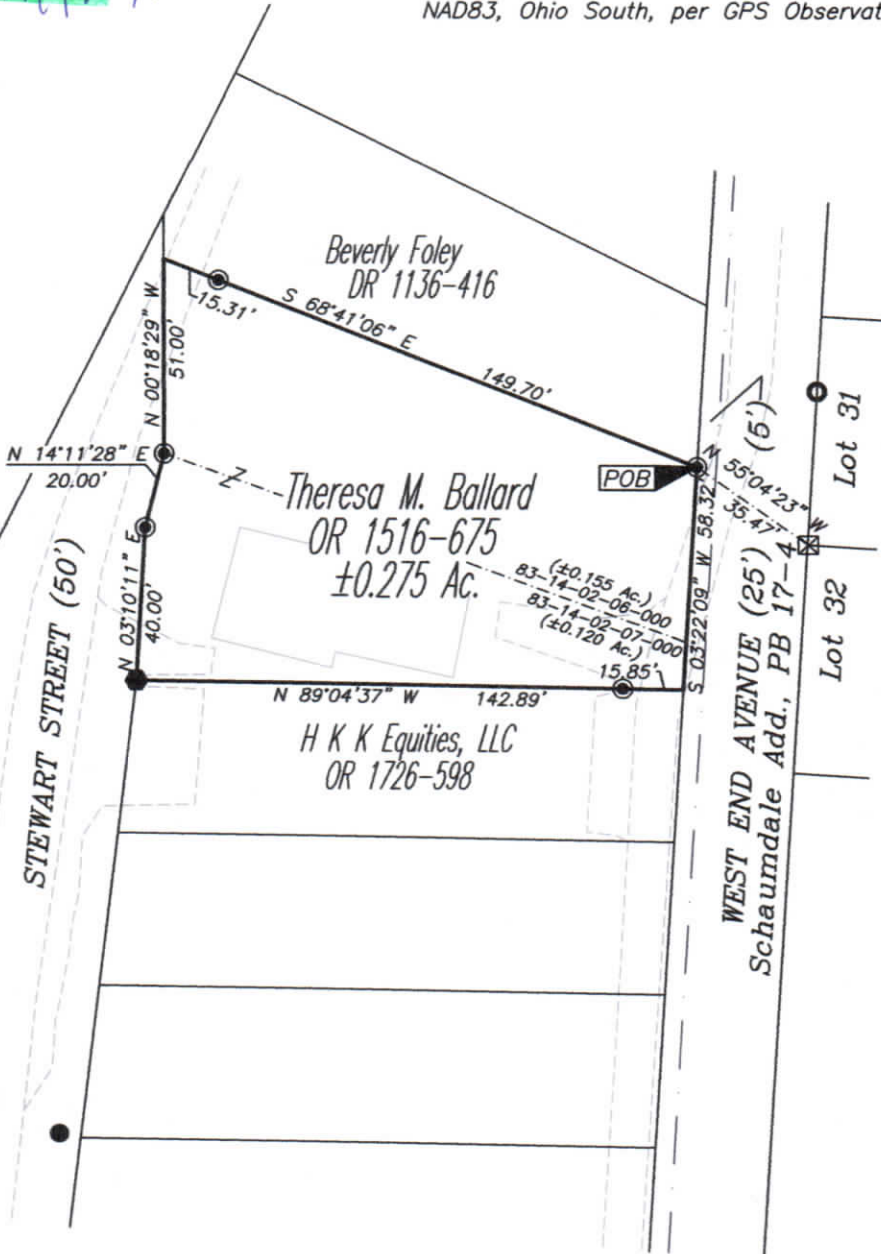 NAD83, Ohio South, per GPS Observat
Beverly Foley
DR 1136-416
15.31'
S 68°41'06" E
149.70'
N 00°18'29" W
51.00'
N 14°11'28" E
20.00'
Z
Theresa M. Ballard
OR 1516-675
±0.275 Ac.
POB
N 55°04'23" W
35.47'
(5')
Lot 31
(±0.155 Ac.)
83-14-02-06-000
83-14-02-07-000
(±0.120 Ac.)
S 03°22'09" W 58.32'
N 03°10'11" E
40.00'
15.85'
N 89°04'37" W 142.89'
H K K Equities, LLC
OR 1726-598
STEWART STREET (50')
WEST END AVENUE (25')
Schaumdale Add., PB 17-4
Lot 32